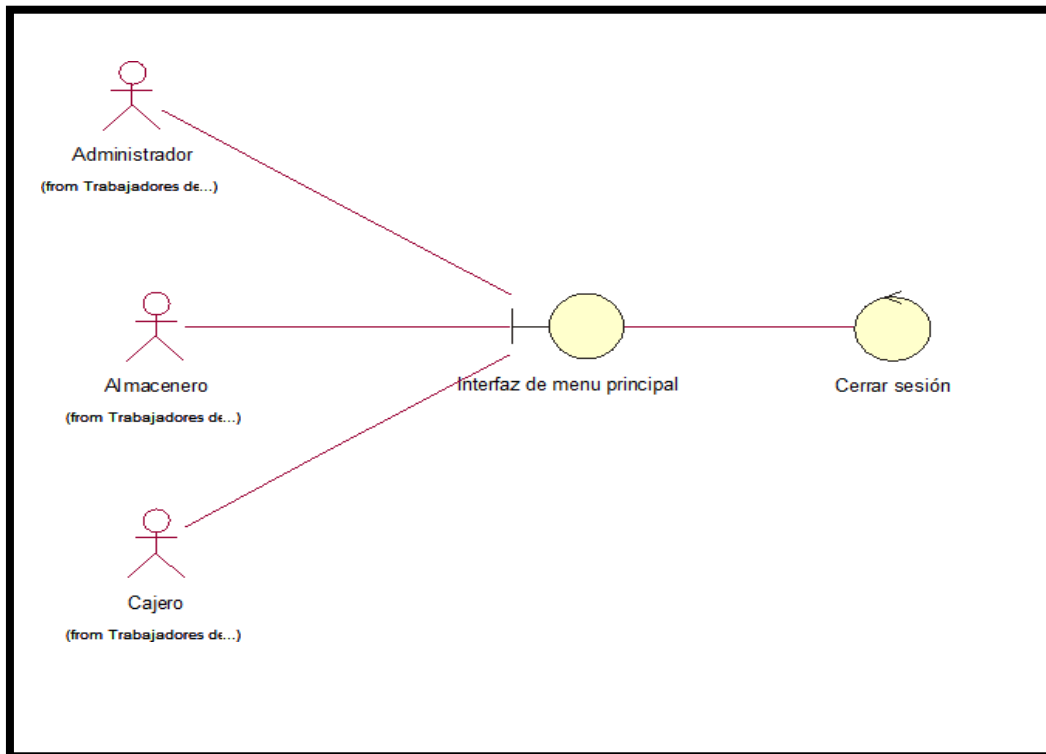 Administrador
(from Trabajadores de...)
Almacenero
(from Trabajadores de...)
Interfaz de menu principal
Cerrar sesión
Cajero
(from Trabajadores de...)